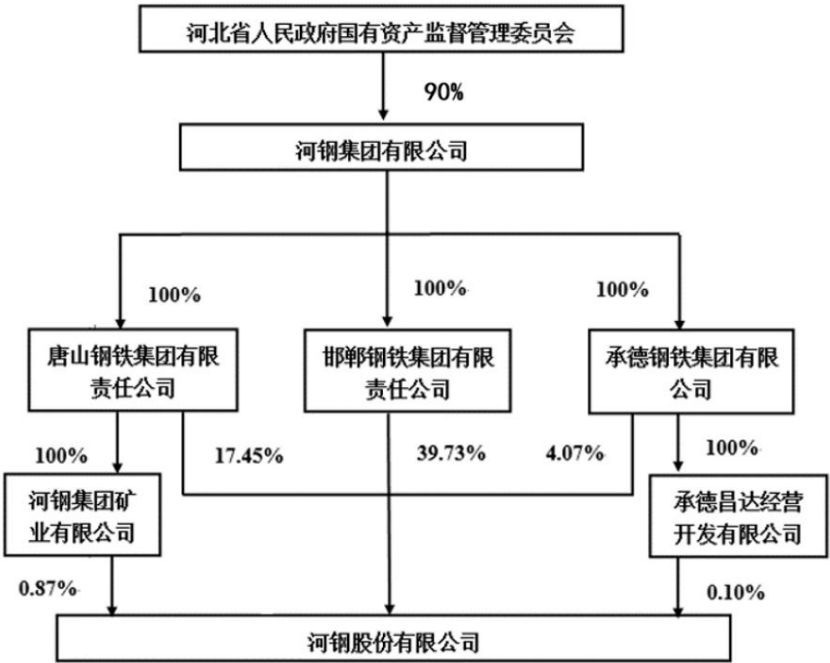 河北省人民政府国有资产监督管理委员会
90%
河钢集团有限公司
100%
100%
100%
唐山钢铁集团有限
责任公司
邯郸钢铁集团有限
责任公司
承德钢铁集团有限
公司
100%
17.45%
39.73%
4.07%
100%
河钢集团矿
业有限公司
承德昌达经营
开发有限公司
0.87%
0.10%
河钢股份有限公司